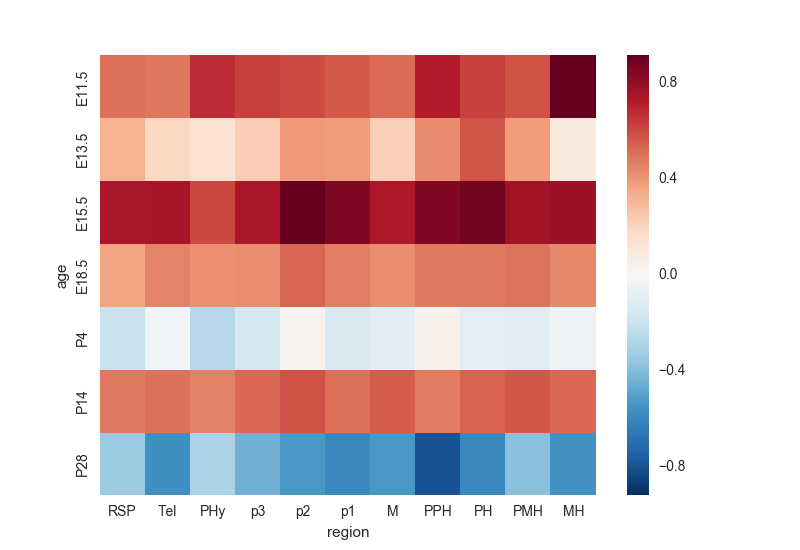 E11.5
E13.5
E15.5
E18.5
P4
P14
P28
age
RSP Tel PHy p3 p2 p1 M PPH PH PMH MH
region
0.8
0.4
0.0
−0.4
−0.8